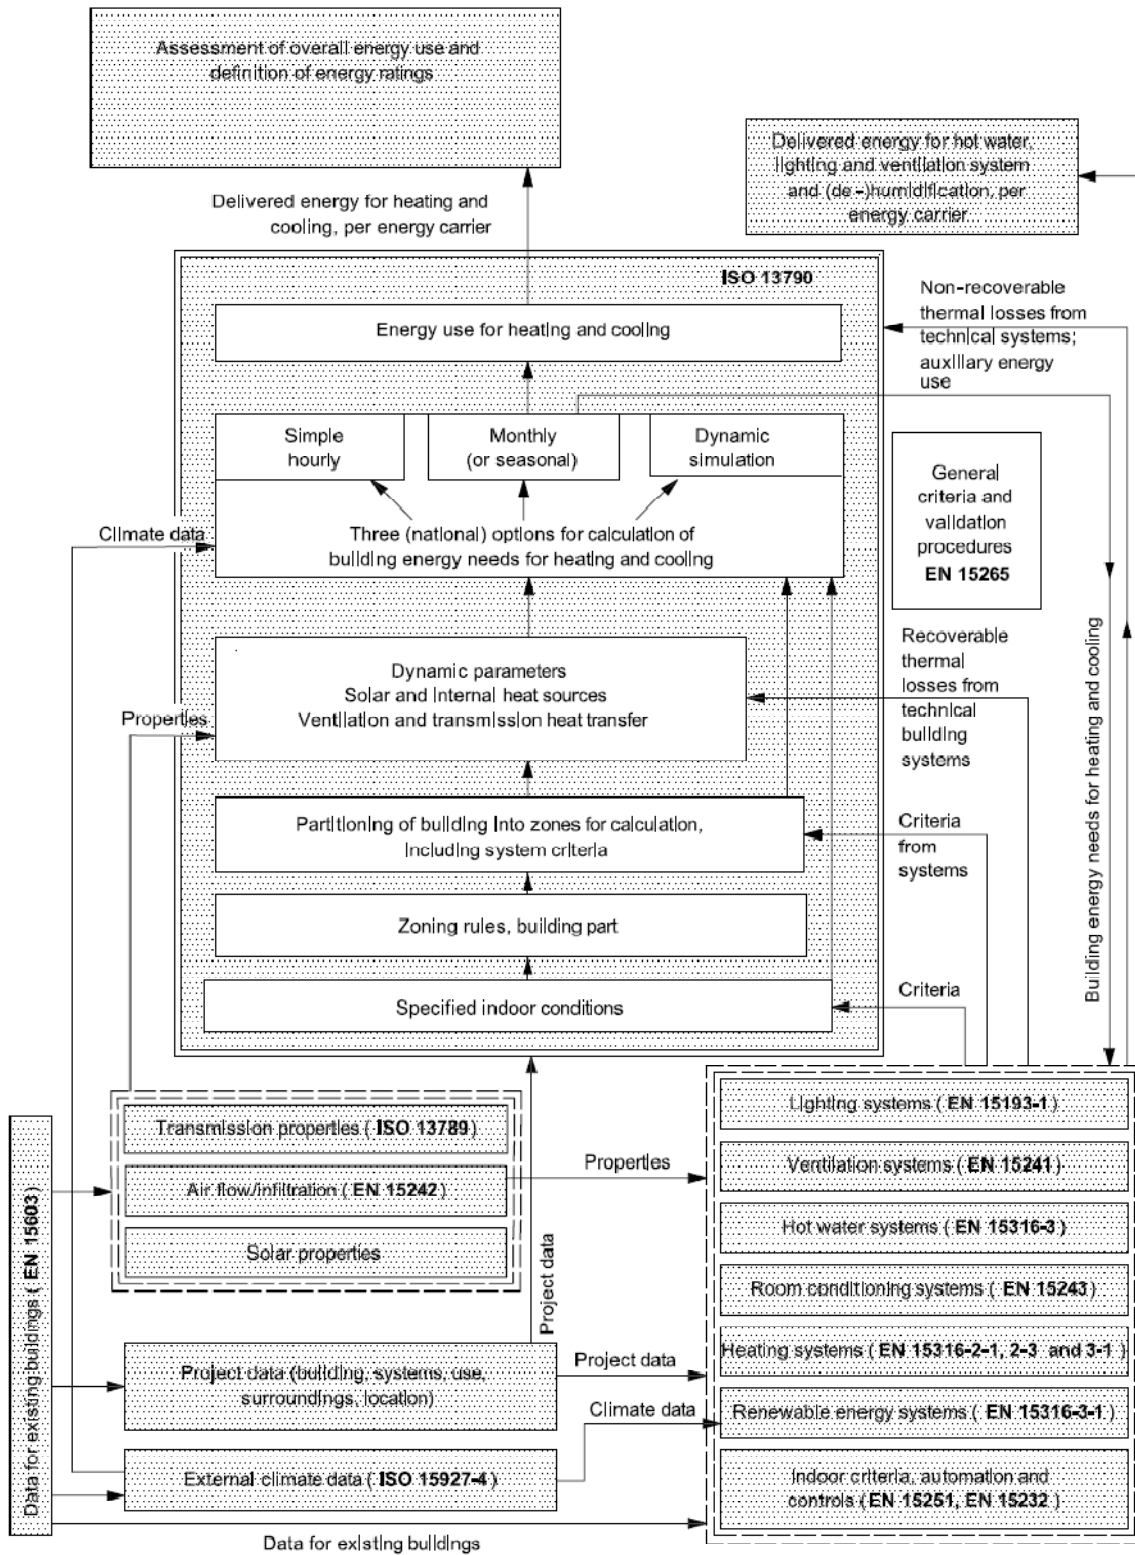 Assessment of overall energy use and
definition of energy ratings
Delivered energy for hot water,
lighting and ventilation system
and (de-)humidification, per
energy carrier
Delivered energy for heating and
cooling, per energy carrier
ISO 13790
Non-recoverable
thermal losses from
technical systems;
auxiliary energy
use
Energy use for heating and cooling
Simple
hourly
Monthly
(or seasonal)
Dynamic
simulation
General
criteria and
validation
procedures
EN 15265
Climate data
Three (national) options for calculation of
building energy needs for heating and cooling
Recoverable
thermal
losses from
technical
building
systems
Building energy needs for heating and cooling
Dynamic parameters
Solar and internal heat sources
Ventilation and transmission heat transfer
Properties
Partitioning of building into zones for calculation,
including system criteria
Criteria
from
systems
Zoning rules, building part
Specified indoor conditions
Criteria
Data for existing buildings (EN 15603)
Transmission properties (ISO 13789)
Air flow/infiltration (EN 15242)
Solar properties
Properties
Project data
Project data (building, systems, use,
surroundings, location)
Project data
Climate data
External climate data (ISO 15927-4)
Data for existing buildings
Lighting systems (EN 15193-1)
Ventilation systems (EN 15241)
Hot water systems (EN 15316-3)
Room conditioning systems (EN 15243)
Heating systems (EN 15316-2-1, 2-3 and 3-1)
Renewable energy systems (EN 15316-3-1)
Indoor criteria, automation and
controls (EN 15251, EN 15232)